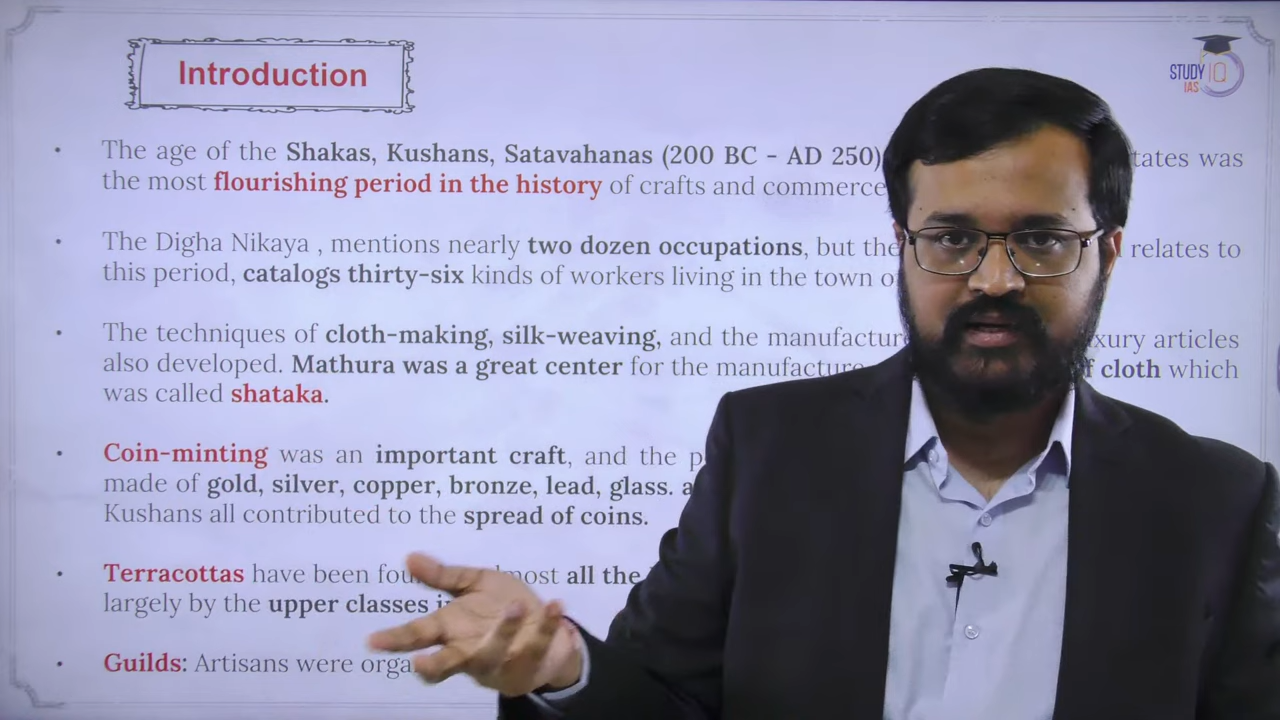 Introduction
STUDY IQ
IAS
The age of the Shakas, Kushans, Satavahanas (200 BC - AD 250) tates was
the most flourishing period in the history of crafts and commerce
The Digha Nikaya , mentions nearly two dozen occupations, but the relates to
this period, catalogs thirty-six kinds of workers living in the town o
The techniques of cloth-making, silk-weaving, and the manufactur xury articles
also developed. Mathura was a great center for the manufacture f cloth which
was called shataka.
Coin-minting was an important craft, and the p
made of gold, silver, copper, bronze, lead, glass. a
Kushans all contributed to the spread of coins.
Terracottas have been fou most all the
largely by the upper classes i
Guilds: Artisans were orga